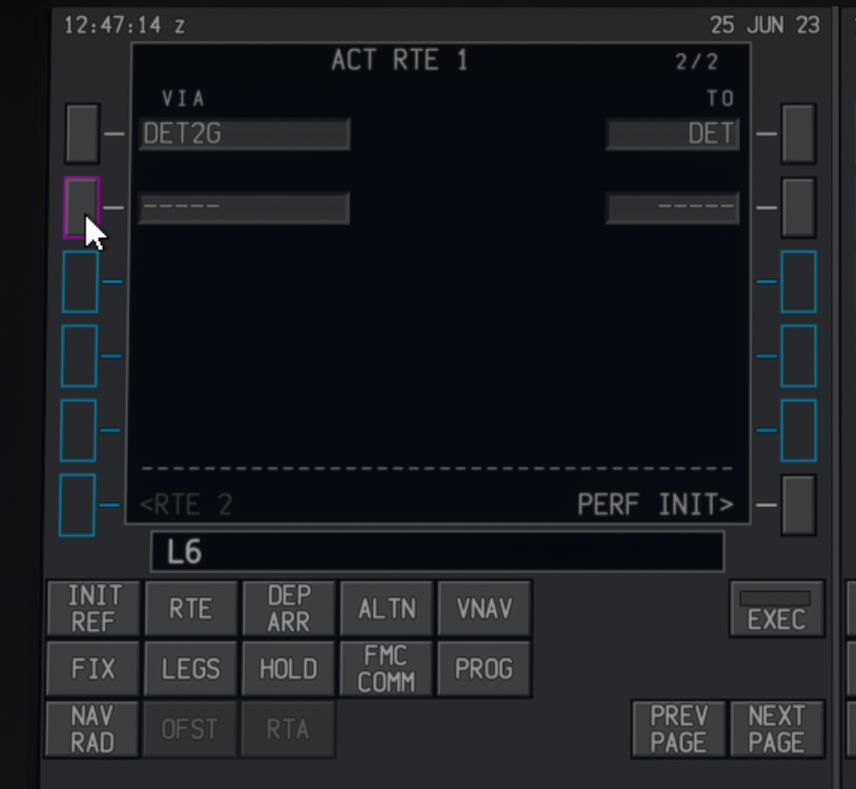 12:47:14 z 25 JUN 23
ACT RTE 1 2/2
VIA TO
DET2G DET
----- -----
<RTE 2 PERF INIT>
L6
INIT REF RTE DEP ARR ALTN VNAV EXEC
FIX LEGS HOLD FMC COMM PROG
NAV RAD OFST RTA PREV PAGE NEXT PAGE